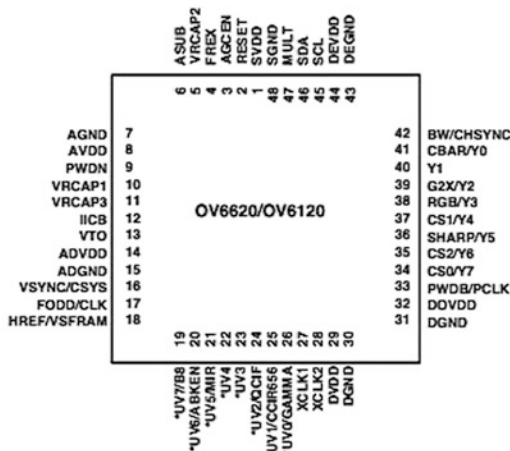 ASUB
VRCAP2
FREX
AGCEN
RESET
SVDD
SGND
MULT
SDA
SCL
DEVDD
DEGND
6 5 4 3 2 1 48 47 46 45 44 43
AGND 7
AVDD 8
PWDN 9
VRCAP1 10
VRCAP3 11
IICB 12
VTO 13
ADVDD 14
ADGND 15
VSYNC/CSYS 16
FODD/CLK 17
HREF/VSFRAM 18
OV6620/OV6120
42 BW/CHSYNC
41 CBAR/Y0
40 Y1
39 G2X/Y2
38 RGB/Y3
37 CS1/Y4
36 SHARP/Y5
35 CS2/Y6
34 CS0/Y7
33 PWDB/PCLK
32 DOVDD
31 DGND
19 20 21 22 23 24 25 26 27 28 29 30
*UV7/B8
*UV6/ABKEN
*UV5/MIR
*UV4
*UV3
*UV2/QCIF
*UV1/CCIR656
*UV0/GAMMA
XCLK1
XCLK2
DVDD
DGND